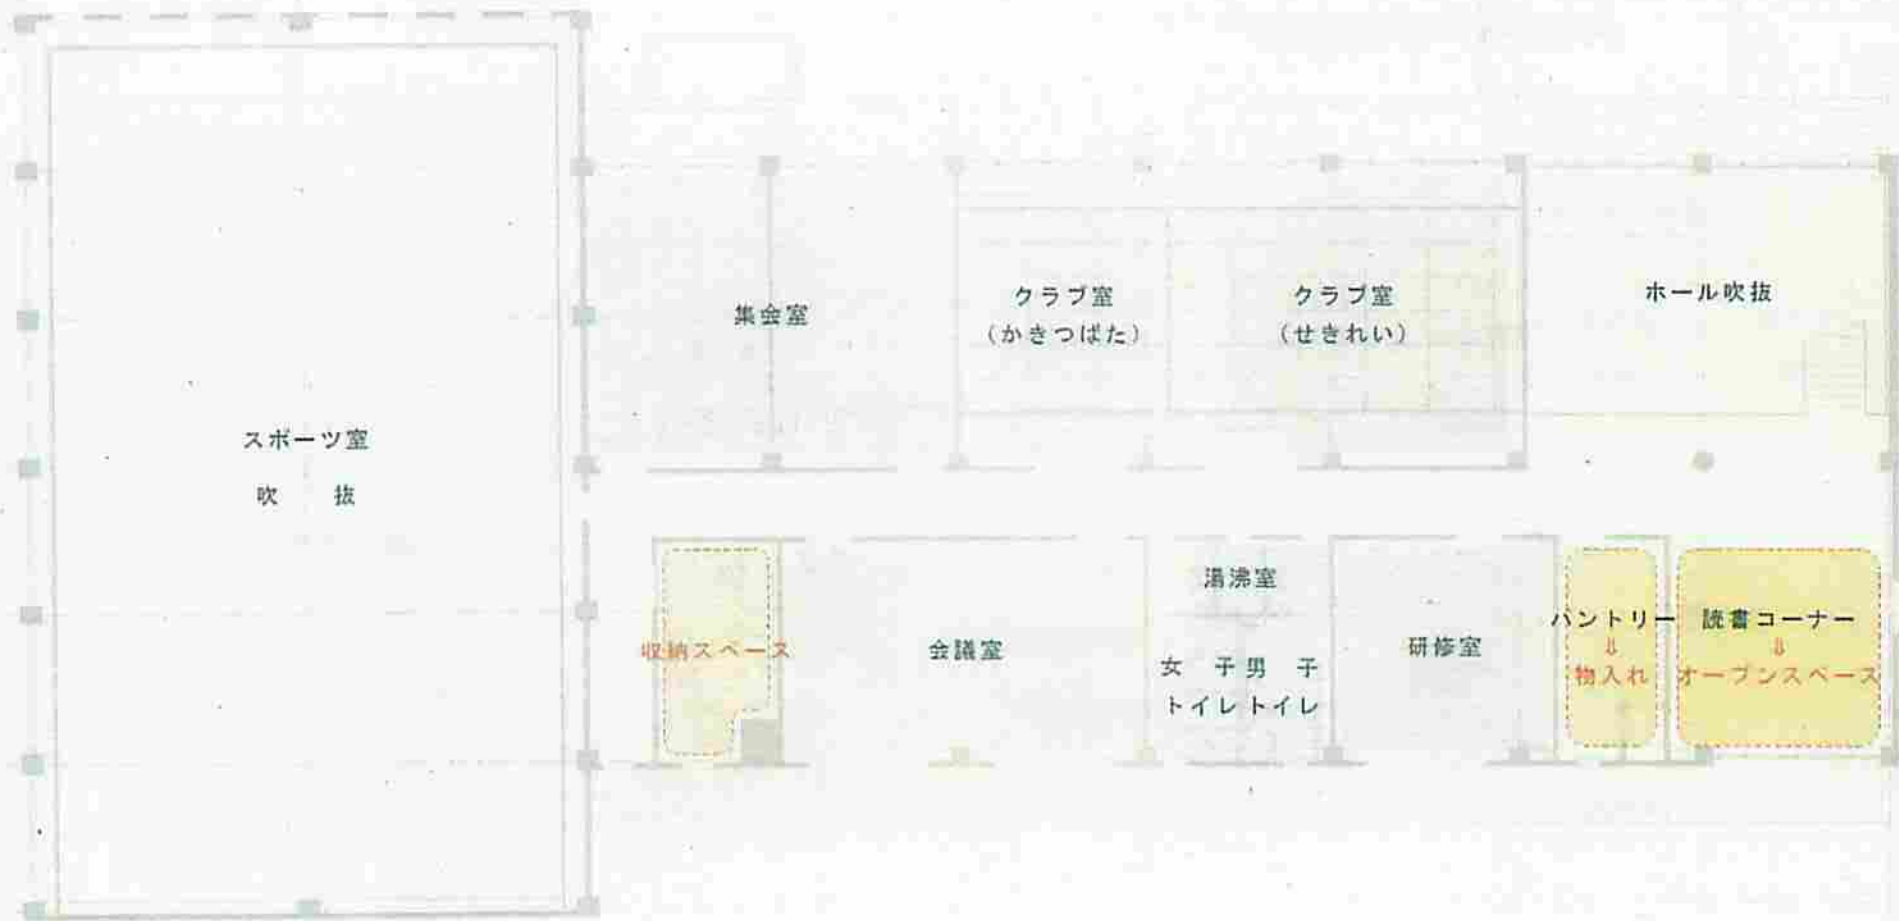 スポーツ室
吹 抜
集会室
クラブ室
(かきつばた)
クラブ室
(せきれい)
ホール吹抜
収納スペース
会議室
湯沸室
女 子
トイレ
男 子
トイレ
研修室
パントリー
⇩
物入れ
読書コーナー
⇩
オープンスペース